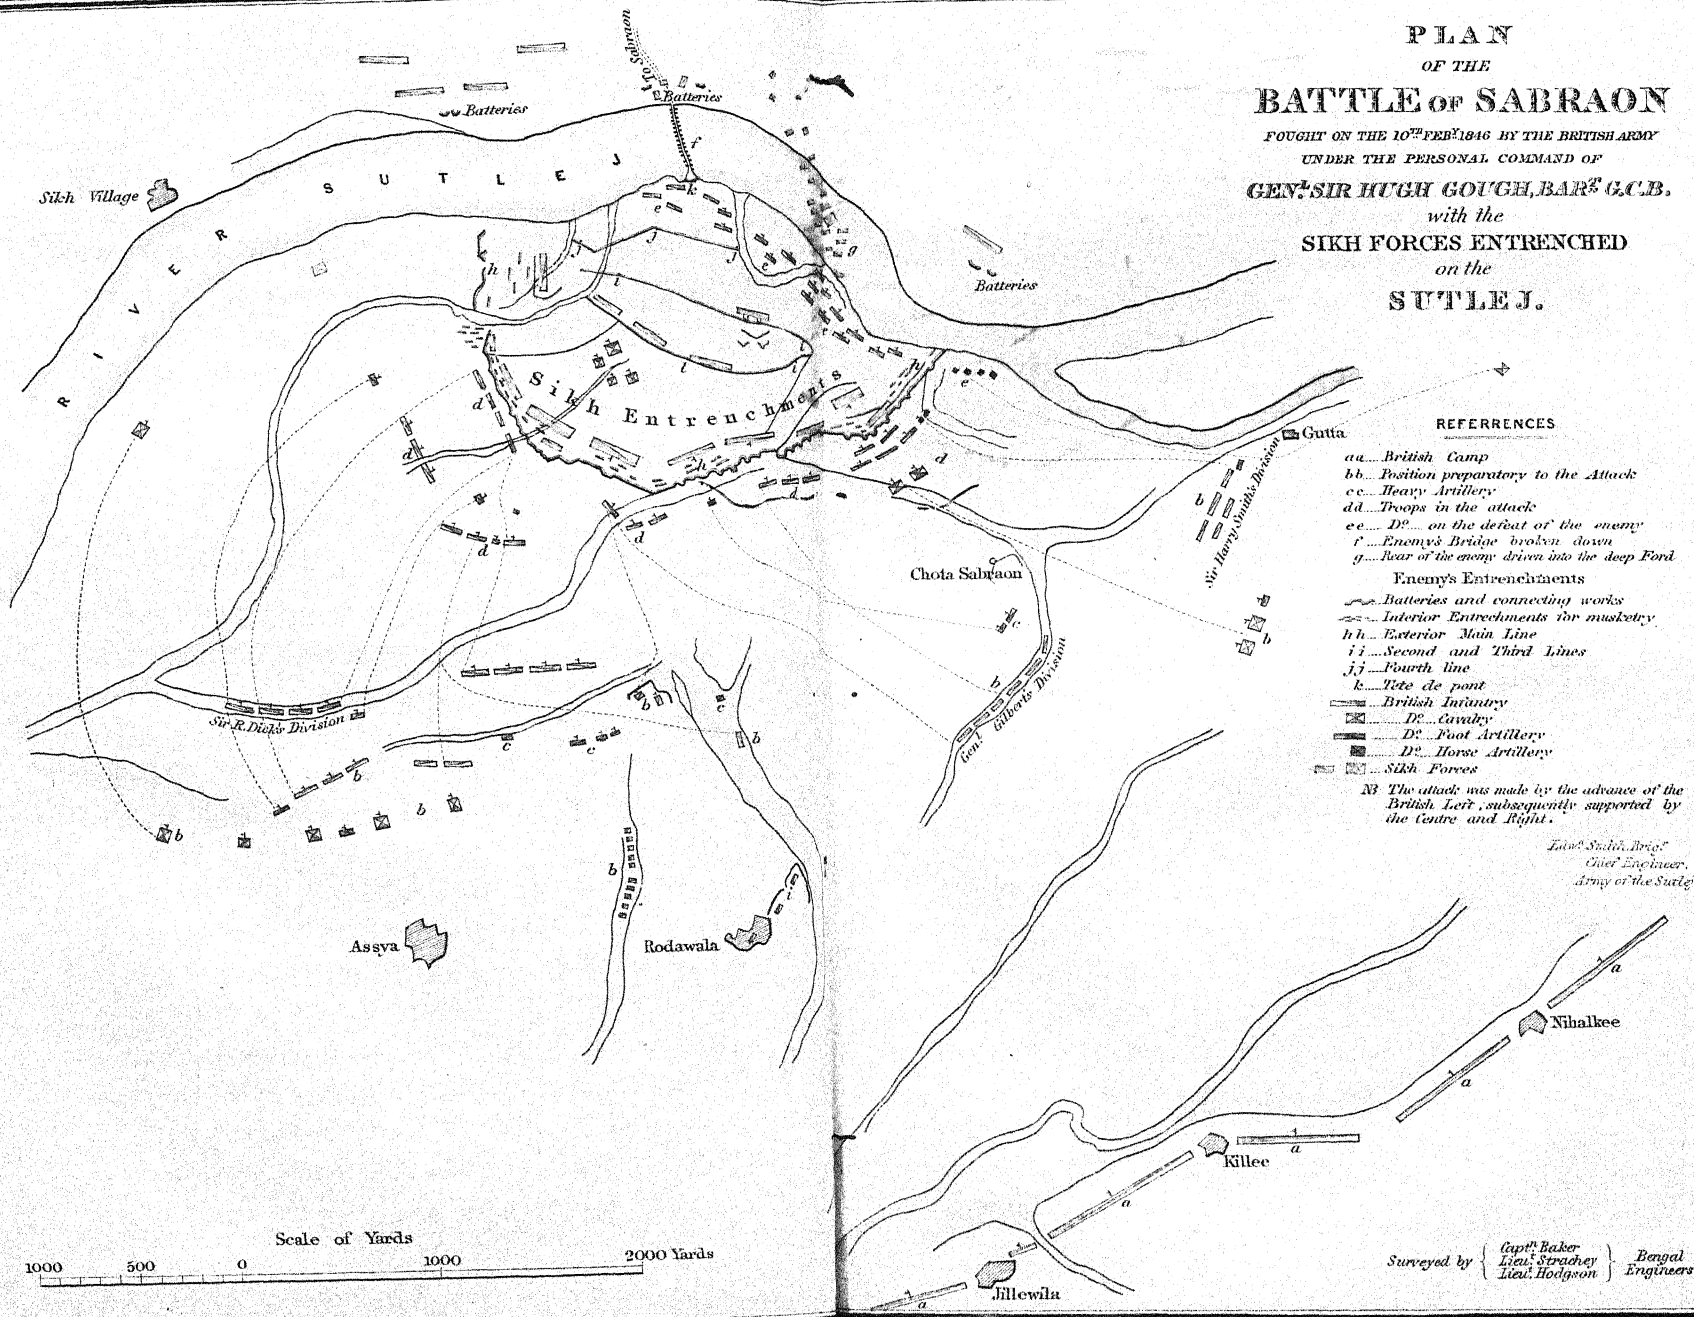 PLAN
OF THE
BATTLE OF SABRAON
FOUGHT ON THE 10TH FEBY. 1846 BY THE BRITISH ARMY
UNDER THE PERSONAL COMMAND OF
GENL. SIR HUGH GOUGH, BART. G.C.B.
with the
SIKH FORCES ENTRENCHED
on the
SUTLEJ.
To Sabraon
Batteries
Batteries
Batteries
f
Sikh Village
RIVER SUTLEJ
k
e
j
j
j
e
g
h
i
i
l
l
l
e
h
Sikh Entrenchments
h
d
d
d
d
d
d
e
Gutta
b
Sir Harry Smith's Division
b
Chota Sabraon
c
b
Genl. Gilbert's Division
Sir R. Dick's Division
b
c
b
c
c
b
b
b
b
Assya
Rodawala
REFERRENCES
aa.... British Camp
bb... Position preparatory to the Attack
cc... Heavy Artillery
dd... Troops in the attack
ee.... Do.... on the defeat of the enemy
f.... Enemy's Bridge broken down
g.... Rear of the enemy driven into the deep Ford
Enemy's Entrenchments
Batteries and connecting works
Interior Entrechments for musketry
hh... Exterior Main Line
ii.... Second and Third Lines
jj.... Fourth line
k.... Tete de pont
British Infantry
Do.... Cavalry
Do... Foot Artillery
Do... Horse Artillery
Sikh Forces
NB The attack was made by the advance of the
British Left, subsequently supported by
the Centre and Right.
Smith, Brigr.
Chief Engineer,
Army of the Sutlej
a
Nihalkee
a
Killee
a
a
Jillewila
a
Scale of Yards
1000 500 0 1000 2000 Yards
Surveyed by { Captn. Baker
Lieut. Strachey
Lieut. Hodgson } Bengal Engineers